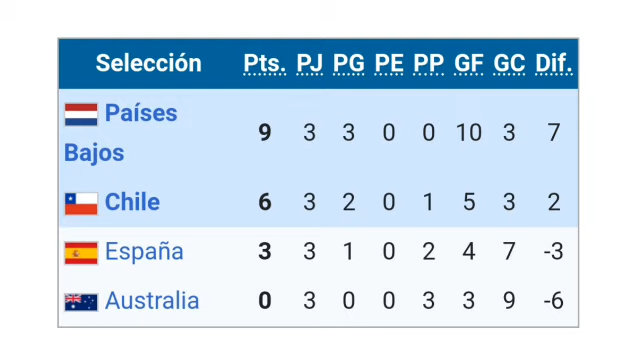 Selección Pts. PJ PG PE PP GF GC Dif.
Países
Bajos 9 3 3 0 0 10 3 7
Chile 6 3 2 0 1 5 3 2
España 3 3 1 0 2 4 7 -3
Australia 0 3 0 0 3 3 9 -6